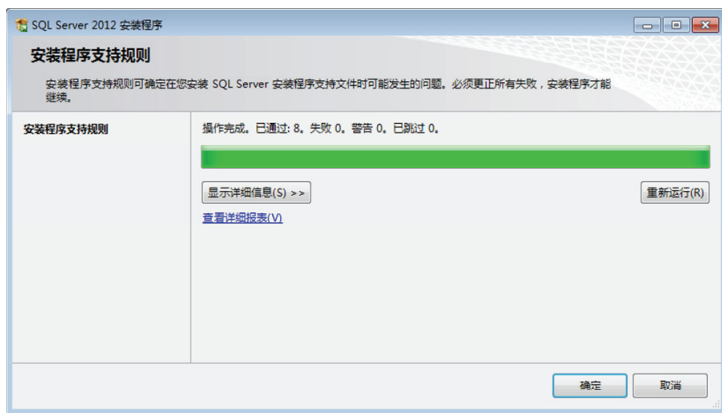 SQL Server 2012 安装程序
安装程序支持规则
安装程序支持规则可确定在您安装 SQL Server 安装程序支持文件时可能发生的问题。必须更正所有失败，安装程序才能
继续。
安装程序支持规则
操作完成。已通过: 8。失败 0。警告 0。已跳过 0。
显示详细信息(S) >>
重新运行(R)
查看详细报表(V)
确定
取消